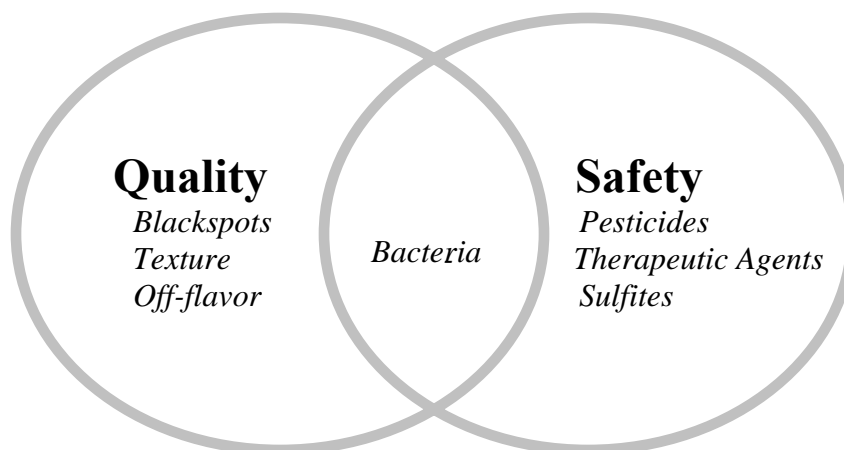 Quality
Blackspots
Texture
Off-flavor
Bacteria
Safety
Pesticides
Therapeutic Agents
Sulfites